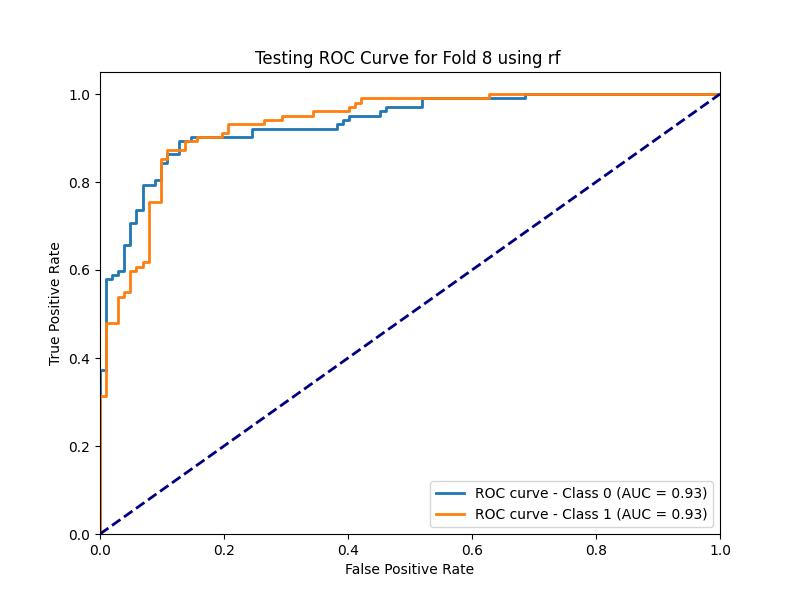 Testing ROC Curve for Fold 8 using rf
True Positive Rate
1.0
0.8
0.6
0.4
0.2
0.0
ROC curve - Class 0 (AUC = 0.93)
ROC curve - Class 1 (AUC = 0.93)
0.0 0.2 0.4 0.6 0.8 1.0
False Positive Rate